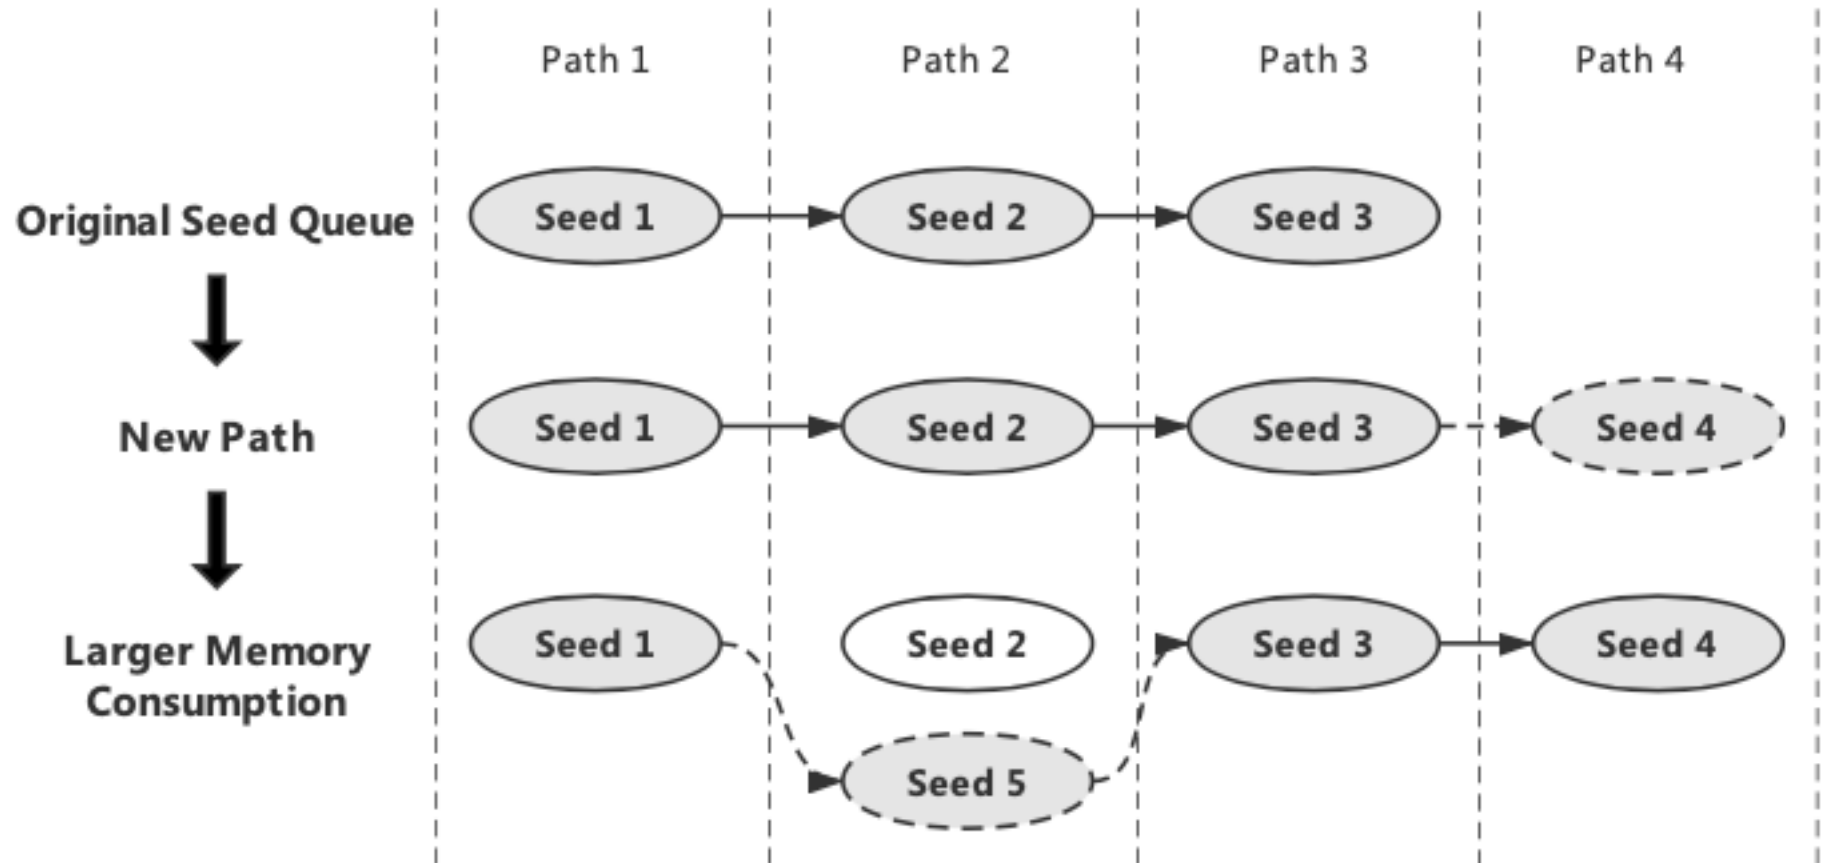 Path 1
Path 2
Path 3
Path 4
Original Seed Queue
Seed 1
Seed 2
Seed 3
New Path
Seed 1
Seed 2
Seed 3
Seed 4
Larger Memory
Consumption
Seed 1
Seed 2
Seed 3
Seed 4
Seed 5